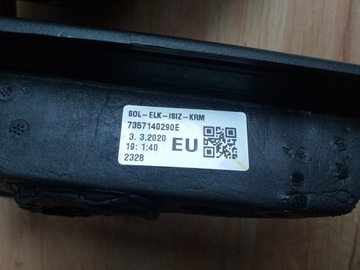 SOL-ELK-ISIZ-KRM
7357140290E
3. 3.2020
19: 1:40
EU
2328